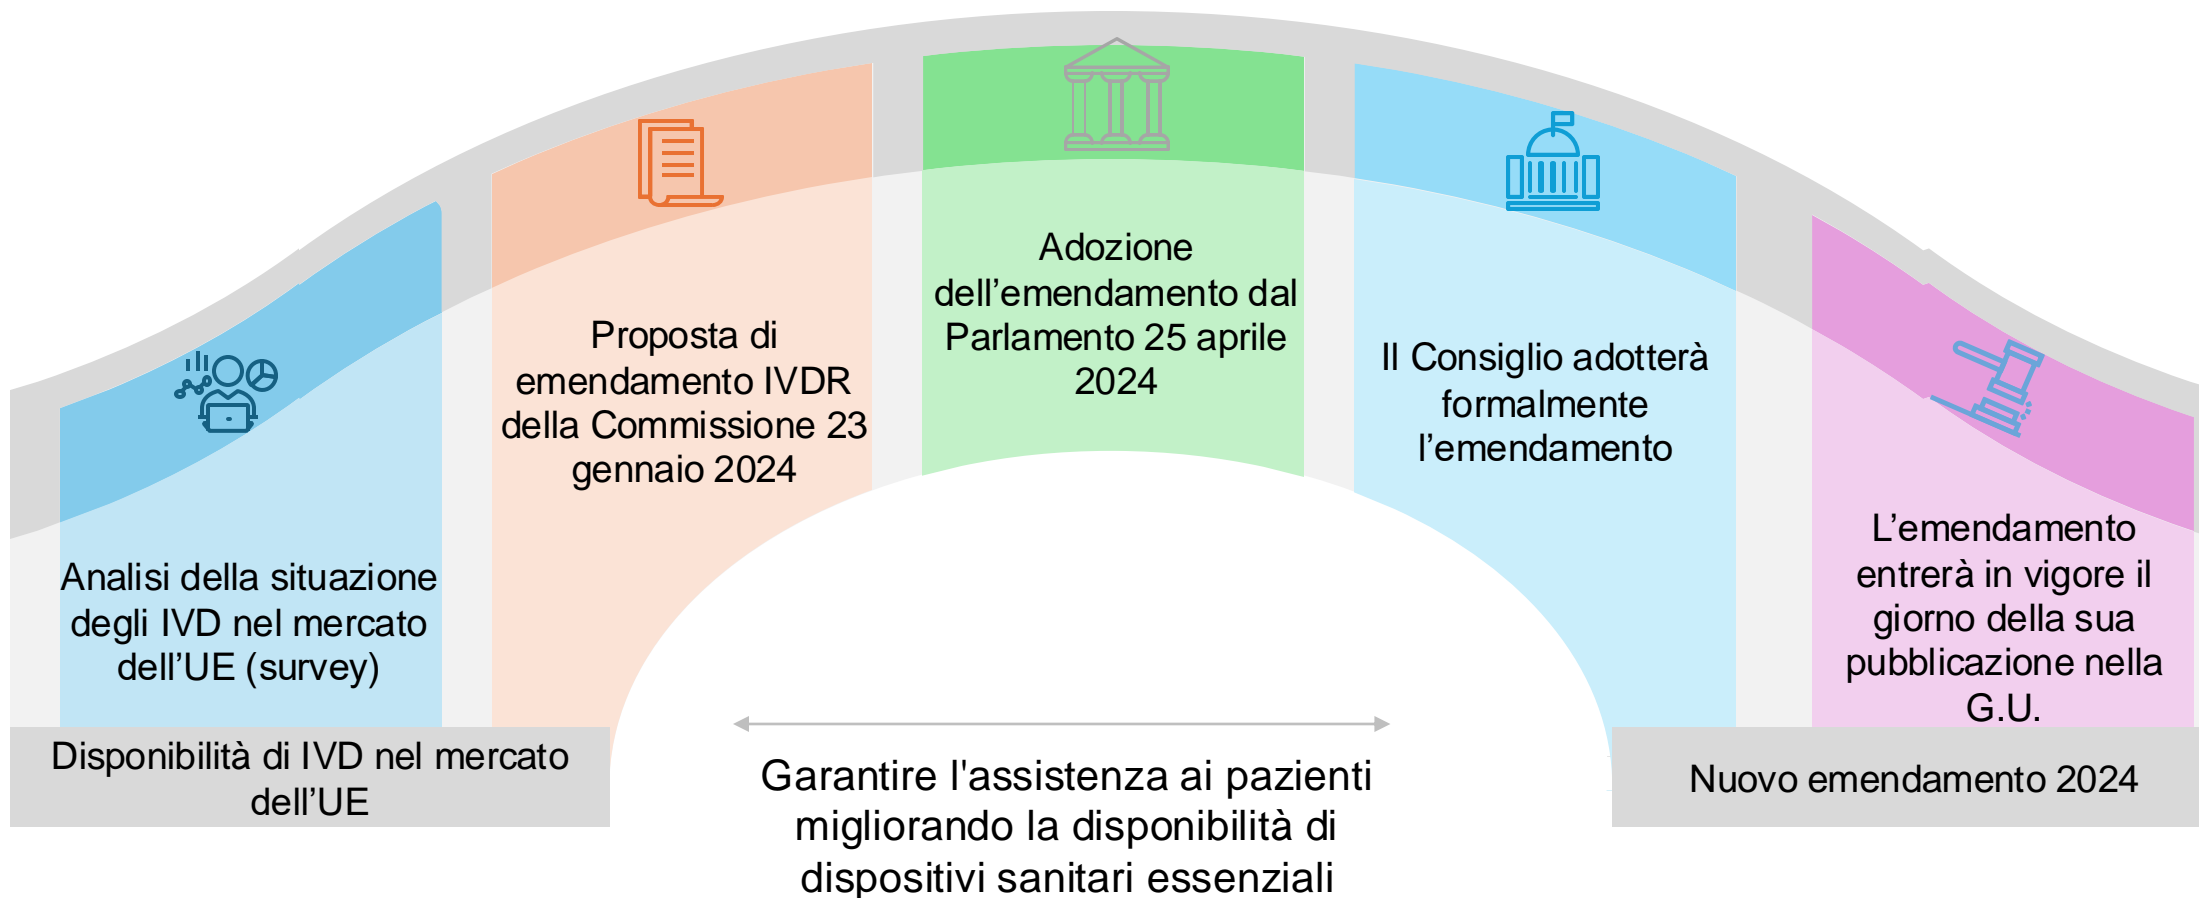 Analisi della situazione
degli IVD nel mercato
dell’UE (survey)
Proposta di
emendamento IVDR
della Commissione 23
gennaio 2024
Adozione
dell’emendamento dal
Parlamento 25 aprile
2024
Il Consiglio adotterà
formalmente
l’emendamento
L’emendamento
entrerà in vigore il
giorno della sua
pubblicazione nella
G.U.
Disponibilità di IVD nel mercato
dell’UE
Garantire l'assistenza ai pazienti
migliorando la disponibilità di
dispositivi sanitari essenziali
Nuovo emendamento 2024